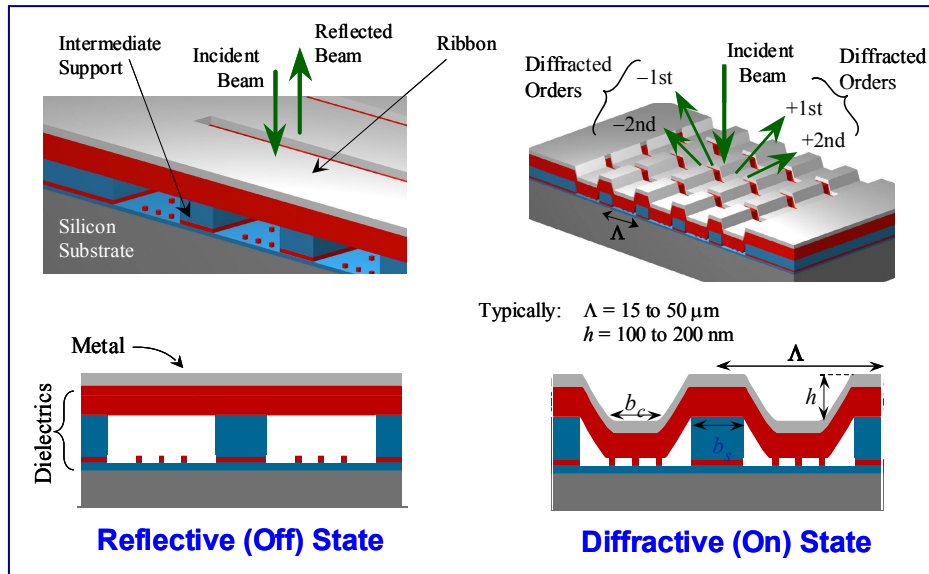 Intermediate
Support
Incident
Beam
Reflected
Beam
Ribbon
Silicon
Substrate
Diffracted
Orders
–1st
–2nd
Incident
Beam
Diffracted
Orders
+1st
+2nd
Λ
Typically: Λ = 15 to 50 μm
h = 100 to 200 nm
Metal
Dielectrics
Λ
h
b_c
b_s
Reflective (Off) State
Diffractive (On) State